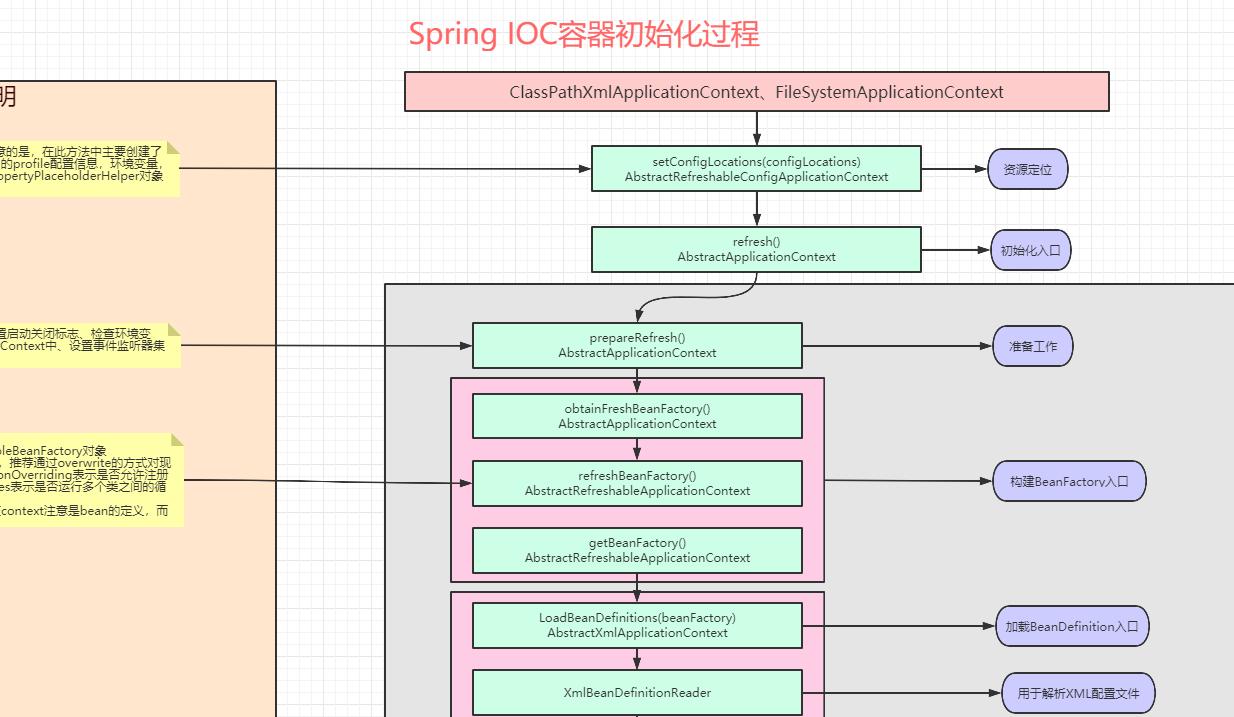 Spring IOC容器初始化过程
明
ClassPathXmlApplicationContext、FileSystemApplicationContext
意的是，在此方法中主要创建了
的profile配置信息，环境变量，
opertyPlaceholderHelper对象
setConfigLocations(configLocations)
AbstractRefreshableConfigApplicationContext
资源定位
refresh()
AbstractApplicationContext
初始化入口
置启动关闭标志、检查环境变
Context中、设置事件监听器集
prepareRefresh()
AbstractApplicationContext
准备工作
obtainFreshBeanFactory()
AbstractApplicationContext
bleBeanFactory对象
，推荐通过overwrite的方式对现
onOverriding表示是否允许注册
es表示是否运行多个类之间的循
context注意是bean的定义，而
refreshBeanFactory()
AbstractRefreshableApplicationContext
构建BeanFactory入口
getBeanFactory()
AbstractRefreshableApplicationContext
LoadBeanDefinitions(beanFactory)
AbstractXmlApplicationContext
加载BeanDefinition入口
XmlBeanDefinitionReader
用于解析XML配置文件